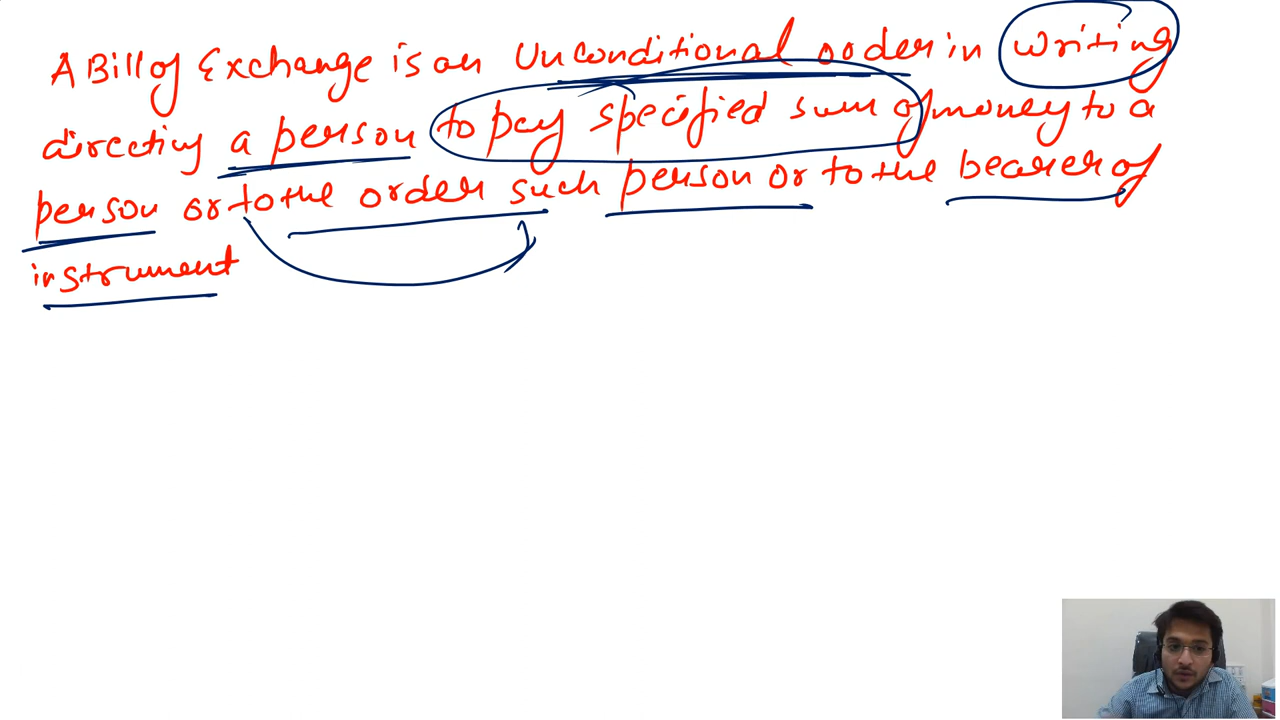 A Bill of Exchange is an Unconditional order in writing
directing a person to pay specified sum of money to a
person or to the order such person or to the bearer of
instrument